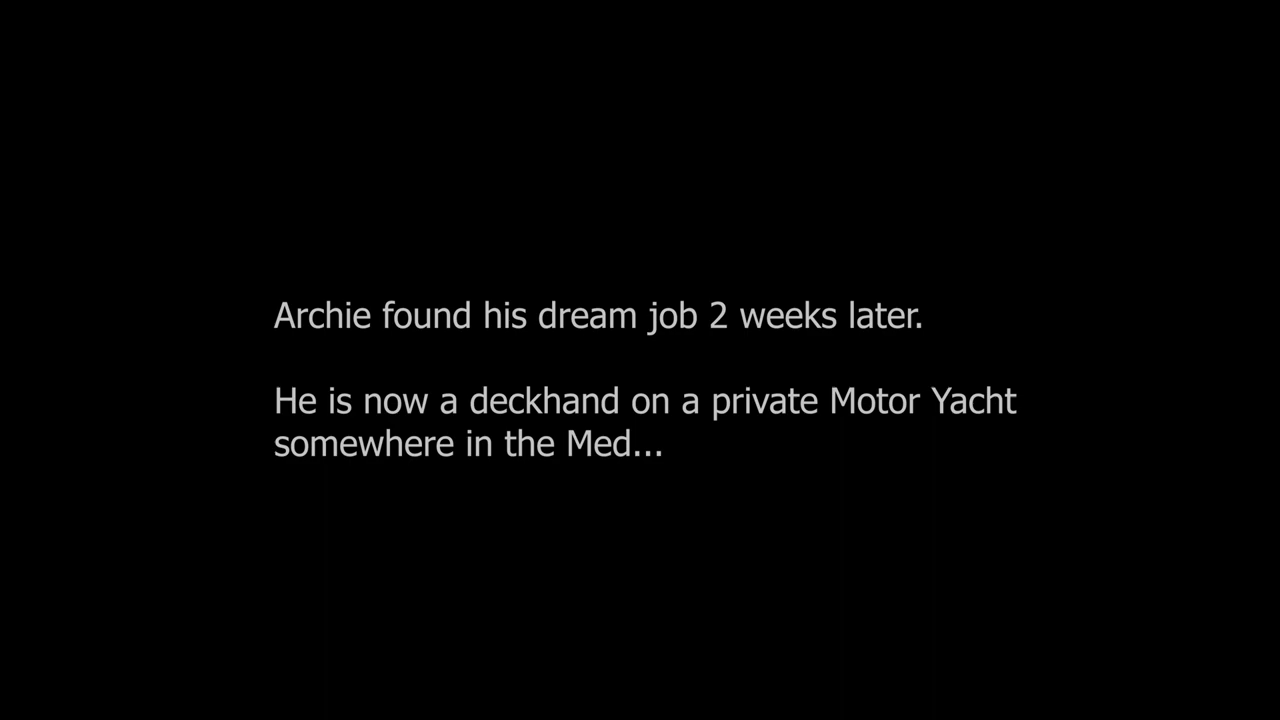 Archie found his dream job 2 weeks later.
He is now a deckhand on a private Motor Yacht
somewhere in the Med...